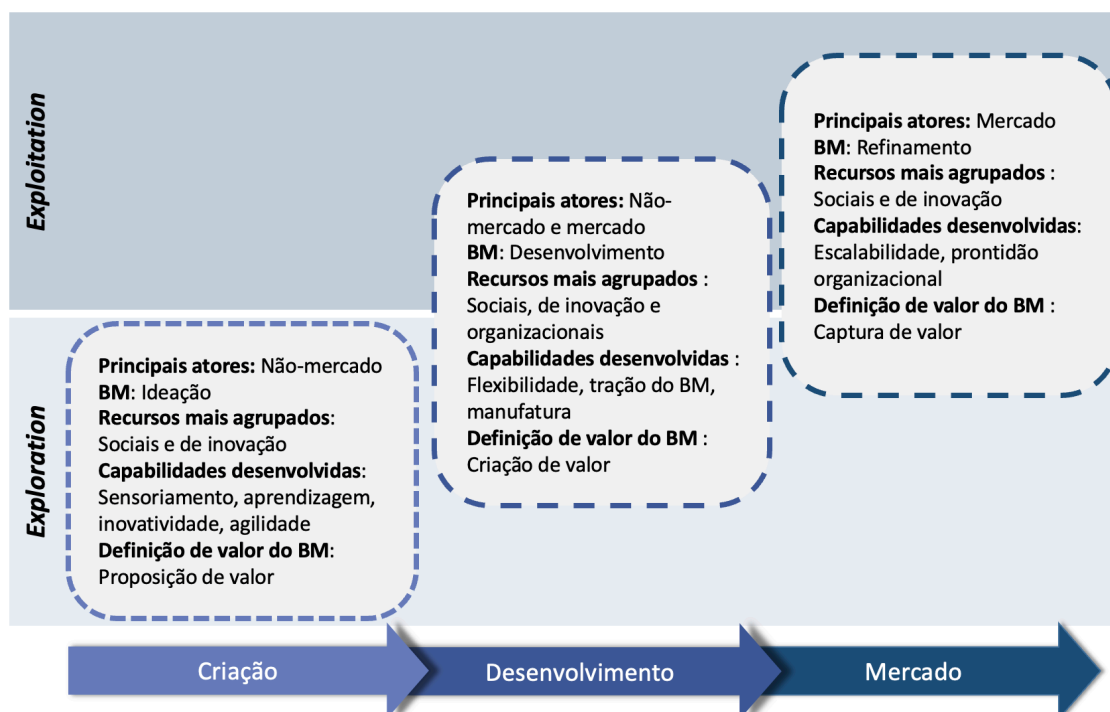 Exploitation
Exploration
Principais atores: Não-mercado
BM: Ideação
Recursos mais agrupados:
Sociais e de inovação
Capabilidades desenvolvidas:
Sensoriamento, aprendizagem,
inovatividade, agilidade
Definição de valor do BM:
Proposição de valor
Principais atores: Não-
mercado e mercado
BM: Desenvolvimento
Recursos mais agrupados :
Sociais, de inovação e
organizacionais
Capabilidades desenvolvidas :
Flexibilidade, tração do BM,
manufatura
Definição de valor do BM :
Criação de valor
Principais atores: Mercado
BM: Refinamento
Recursos mais agrupados :
Sociais e de inovação
Capabilidades desenvolvidas:
Escalabilidade, prontidão
organizacional
Definição de valor do BM :
Captura de valor
Criação
Desenvolvimento
Mercado